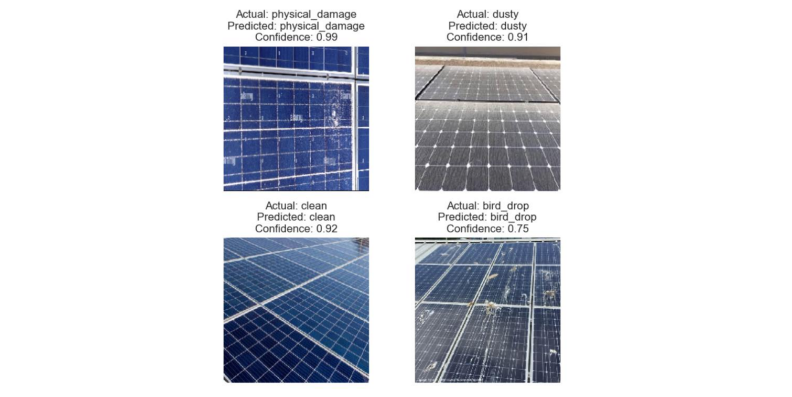 Actual: physical_damage
Predicted: physical_damage
Confidence: 0.99
Actual: dusty
Predicted: dusty
Confidence: 0.91
Actual: clean
Predicted: clean
Confidence: 0.92
Actual: bird_drop
Predicted: bird_drop
Confidence: 0.75